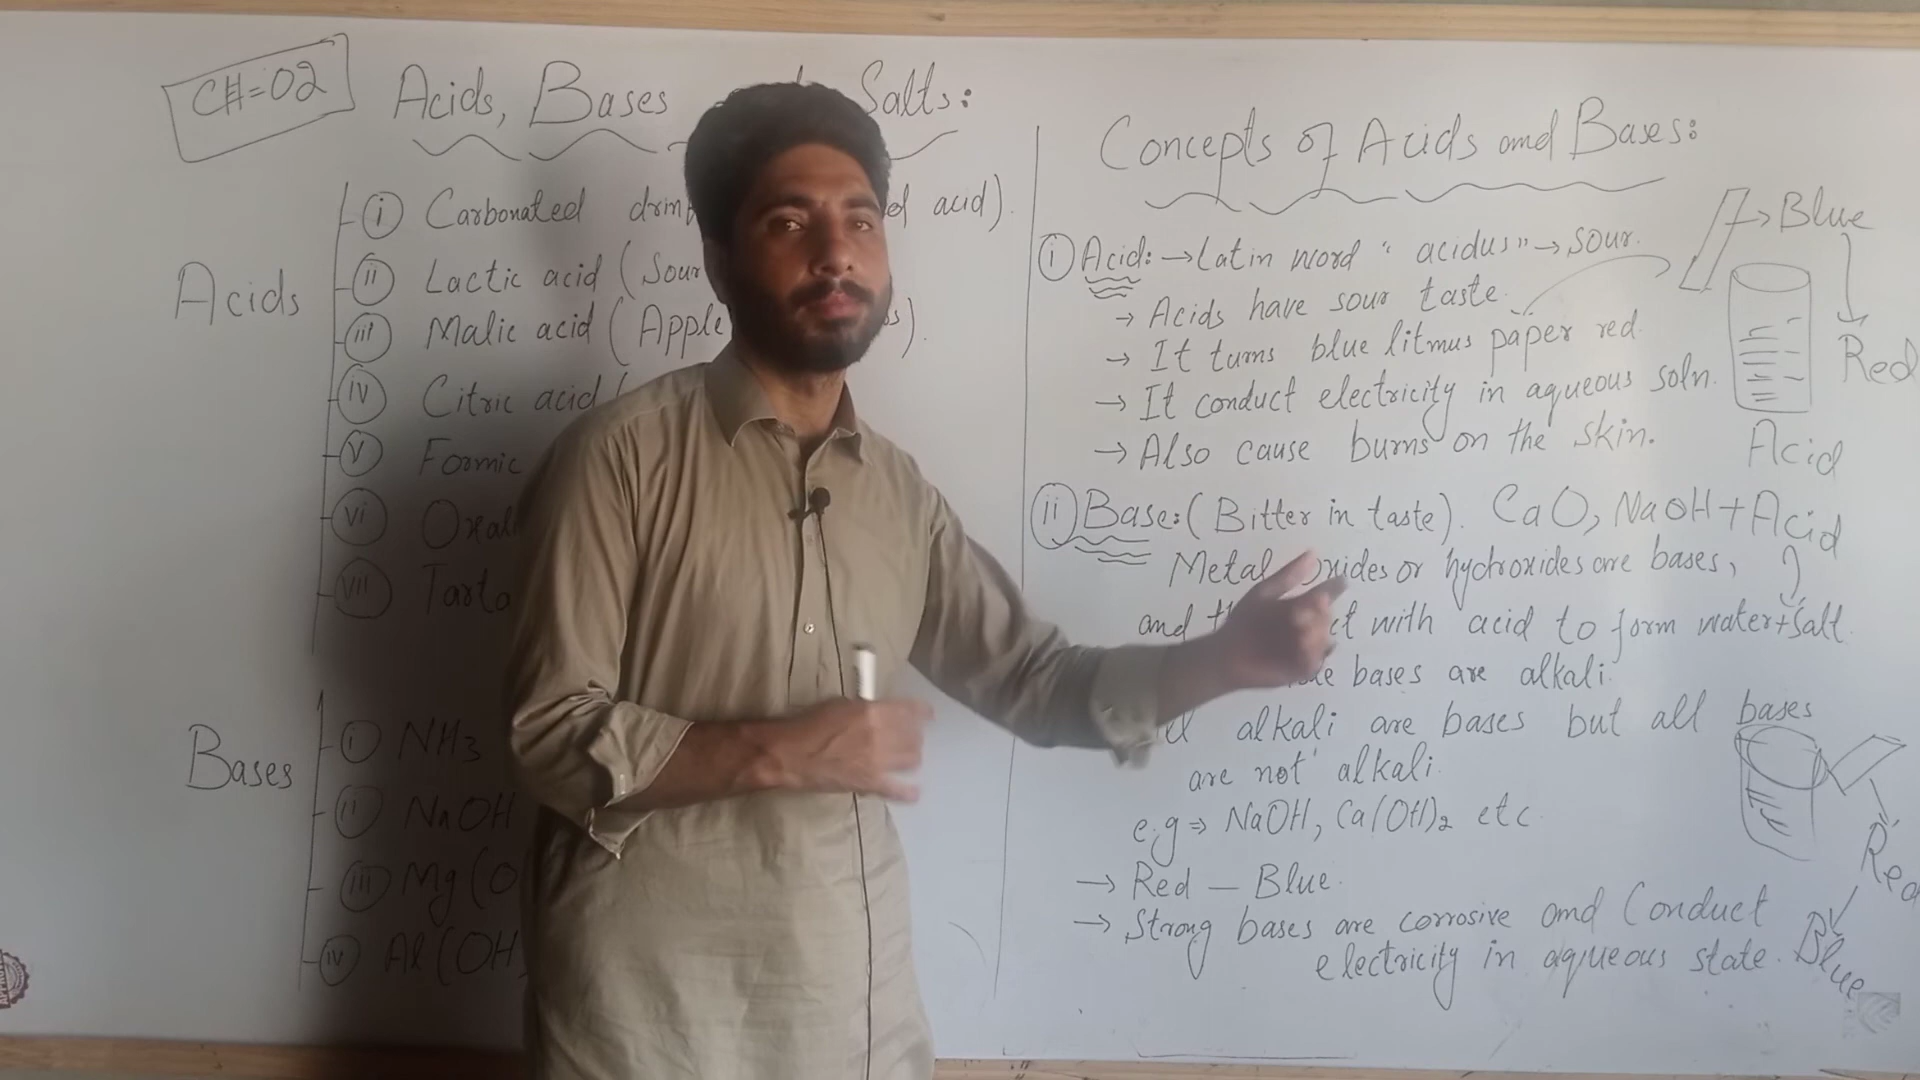 CH=02
Acids, Bases Salts:
Acids
i Carbonated acid).
ii Lactic acid (Sour
iii Malic acid (Apple
iv Citric acid (
v Formic
vi Oxali
vii Tarta
Bases
i NH3
ii NaOH
iii Mg(O
iv Al(OH
Concepts of Acids and Bases:
i Acid: → Latin word "acidus" → sour.
→ Acids have sour taste
→ It turns blue litmus paper red
→ It conduct electricity in aqueous soln.
→ Also cause burns on the skin.
→ Blue
Red
Acid
ii Base: (Bitter in taste). CaO, NaOH + Acid
Metal oxides or hydroxides are bases,
and with acid to form water + salt.
bases are alkali.
alkali are bases but all bases
are not alkali.
e.g ⇒ NaOH, Ca(OH)2 etc
→ Red – Blue.
→ Strong bases are corrosive and Conduct
electricity in aqueous state.
Red
Blue